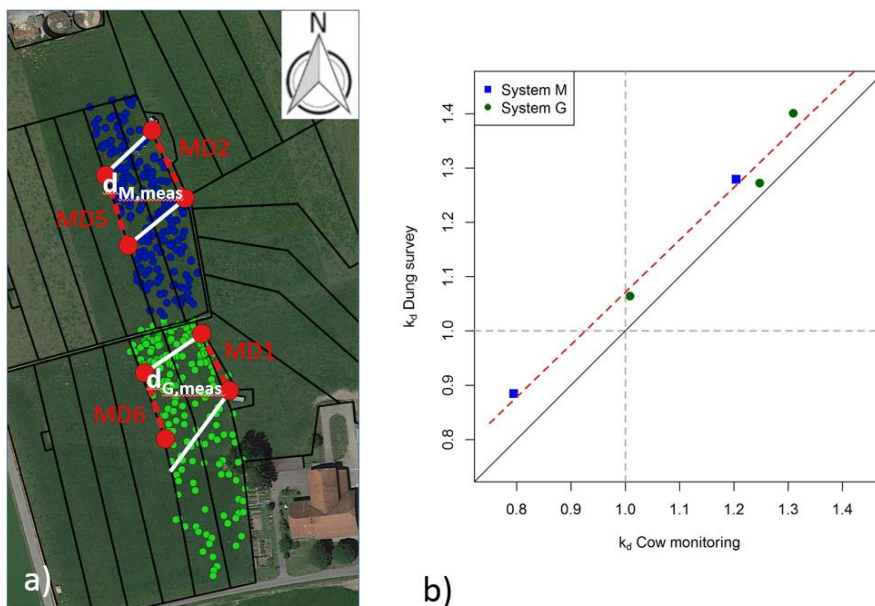 N
MD2
d M,meas
MD5
MD1
d G,meas
MD6
a)
System M
System G
k_d Dung survey
1.4
1.3
1.2
1.1
1.0
0.9
0.8
0.8 0.9 1.0 1.1 1.2 1.3 1.4
k_d Cow monitoring
b)